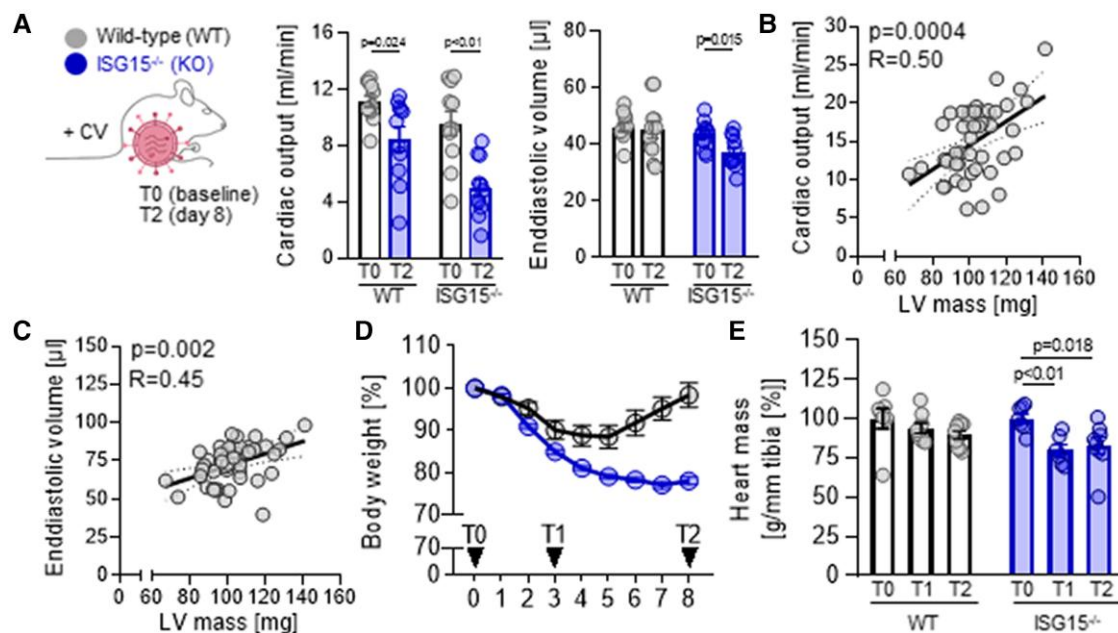 A
Wild-type (WT)
ISG15-/- (KO)
+ CV
T0 (baseline)
T2 (day 8)
Cardiac output [ml/min]
16
12
8
4
0
p=0.024
p<0.01
T0 T2 T0 T2
WT ISG15-/-
Enddiastolic volume [µl]
80
60
40
20
0
p=0.015
T0 T2 T0 T2
WT ISG15-/-
B
p=0.0004
R=0.50
Cardiac output [ml/min]
30
25
20
15
10
5
0
0 60 80 100 120 140 160
LV mass [mg]
C
p=0.002
R=0.45
Enddiastolic volume [µl]
150
125
100
75
50
25
0
0 60 80 100 120 140 160
LV mass [mg]
D
Body weight [%]
110
100
90
80
70
70
0
T0 T1 T2
0 1 2 3 4 5 6 7 8
E
Heart mass
[g/mm tibia [%]]
150
125
100
75
50
25
0
p=0.018
p<0.01
T0 T1 T2 T0 T1 T2
WT ISG15-/-